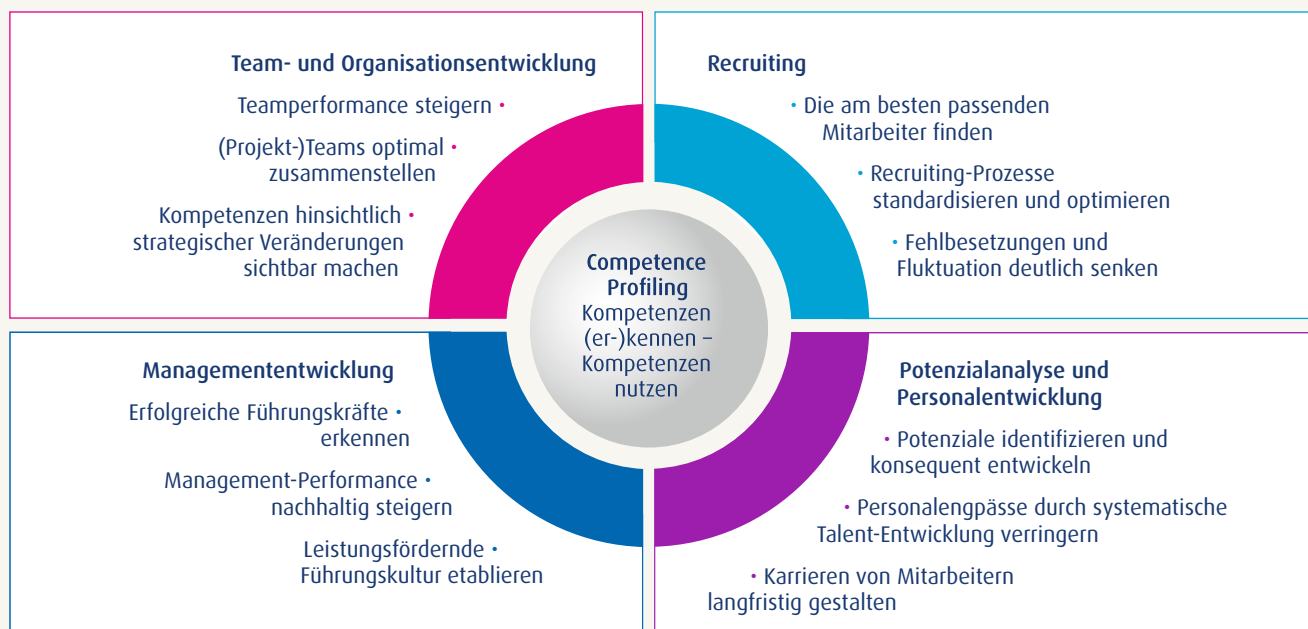 Team- und Organisationsentwicklung
Teamperformance steigern •
(Projekt-)Teams optimal •
zusammenstellen
Kompetenzen hinsichtlich •
strategischer Veränderungen
sichtbar machen
Recruiting
• Die am besten passenden
Mitarbeiter finden
• Recruiting-Prozesse
standardisieren und optimieren
• Fehlbesetzungen und
Fluktuation deutlich senken
Competence
Profiling
Kompetenzen
(er-)kennen –
Kompetenzen
nutzen
Managemententwicklung
Erfolgreiche Führungskräfte •
erkennen
Management-Performance •
nachhaltig steigern
Leistungsfördernde •
Führungskultur etablieren
Potenzialanalyse und
Personalentwicklung
• Potenziale identifizieren und
konsequent entwickeln
• Personalengpässe durch systematische
Talent-Entwicklung verringern
• Karrieren von Mitarbeitern
langfristig gestalten